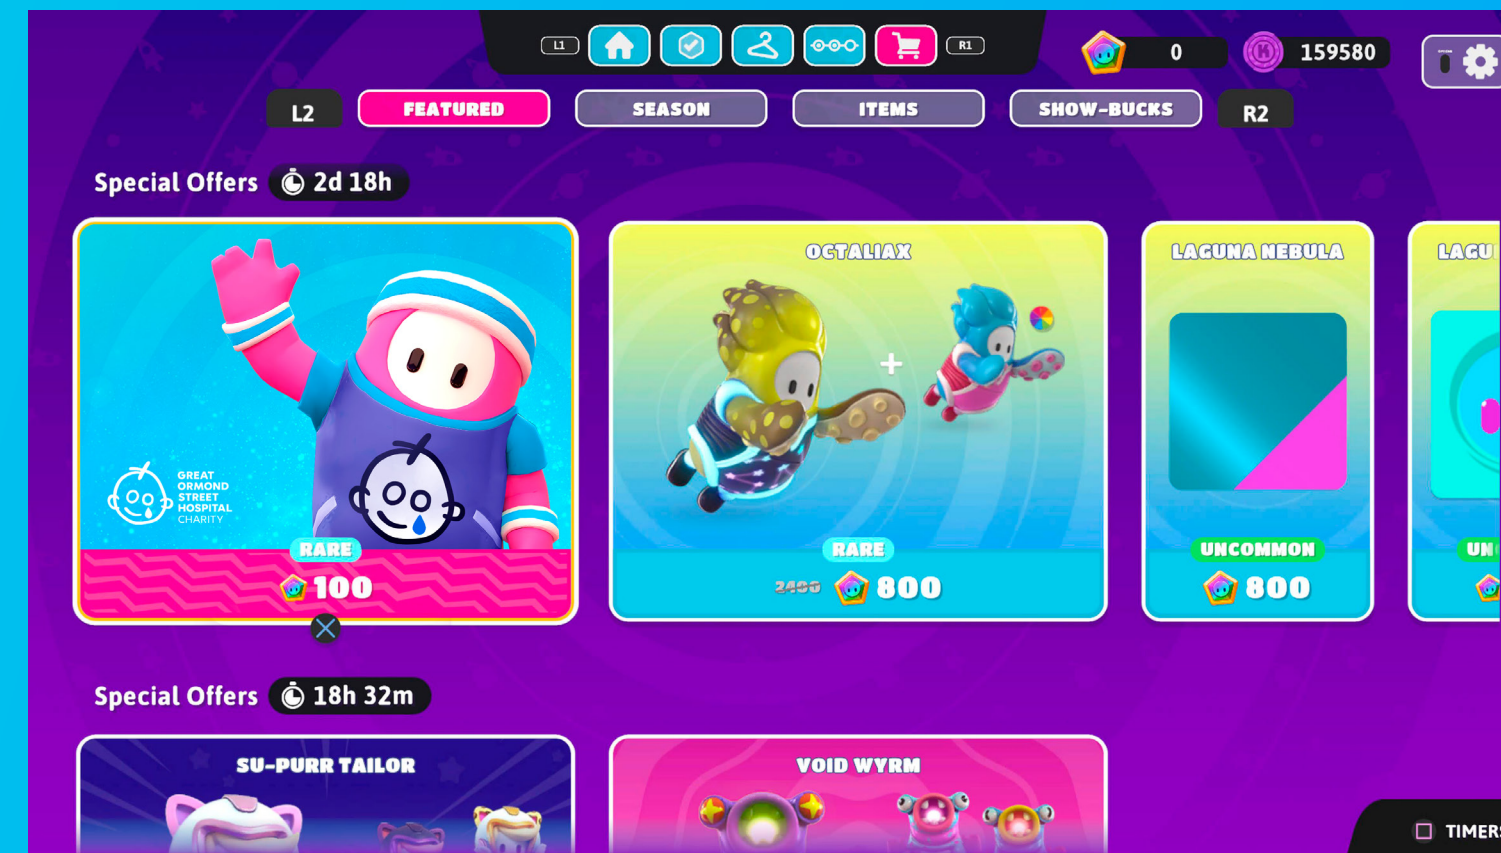 L1
R1
0
159580
L2
FEATURED
SEASON
ITEMS
SHOW-BUCKS
R2
Special Offers
2d 18h
GREAT
ORMOND
STREET
HOSPITAL
CHARITY
RARE
100
OCTALIAX
RARE
800
LAGUNA NEBULA
UNCOMMON
800
LAGU
UN
Special Offers
18h 32m
SU-PURR TAILOR
VOID WYRM
TIMERS